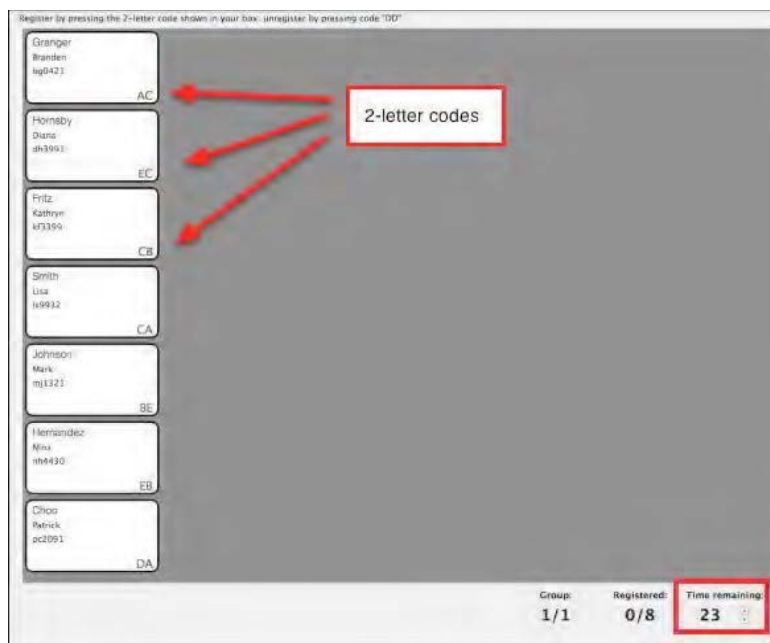 Register by pressing the 2-letter code shown in your box. unregister by pressing code "DD"
Granger
Branden
bg0421
AC
2-letter codes
Hornsby
Diana
dh3991
EC
Fritz
Kathryn
kf3399
CB
Smith
Lisa
ls9932
CA
Johnson
Mark
mj1321
BE
Hernandez
Nina
nh4430
EB
Choo
Patrick
pc2091
DA
Group: Registered: Time remaining:
1/1 0/8 23